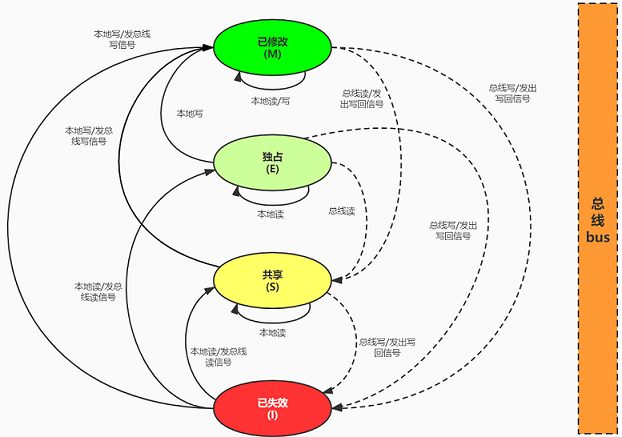 本地写/发总线
写信号
已修改
(M)
本地读/写
总线读/发
出写回信号
总线写/发出
写回信号
本地写/发总
线写信号
本地写
独占
(E)
本地读
总线读
总线写/发出
写回信号
总
线
bus
共享
(S)
本地读
本地读/发总
线读信号
本地读/发总线
读信号
总线写/发出写
回信号
已失效
(I)